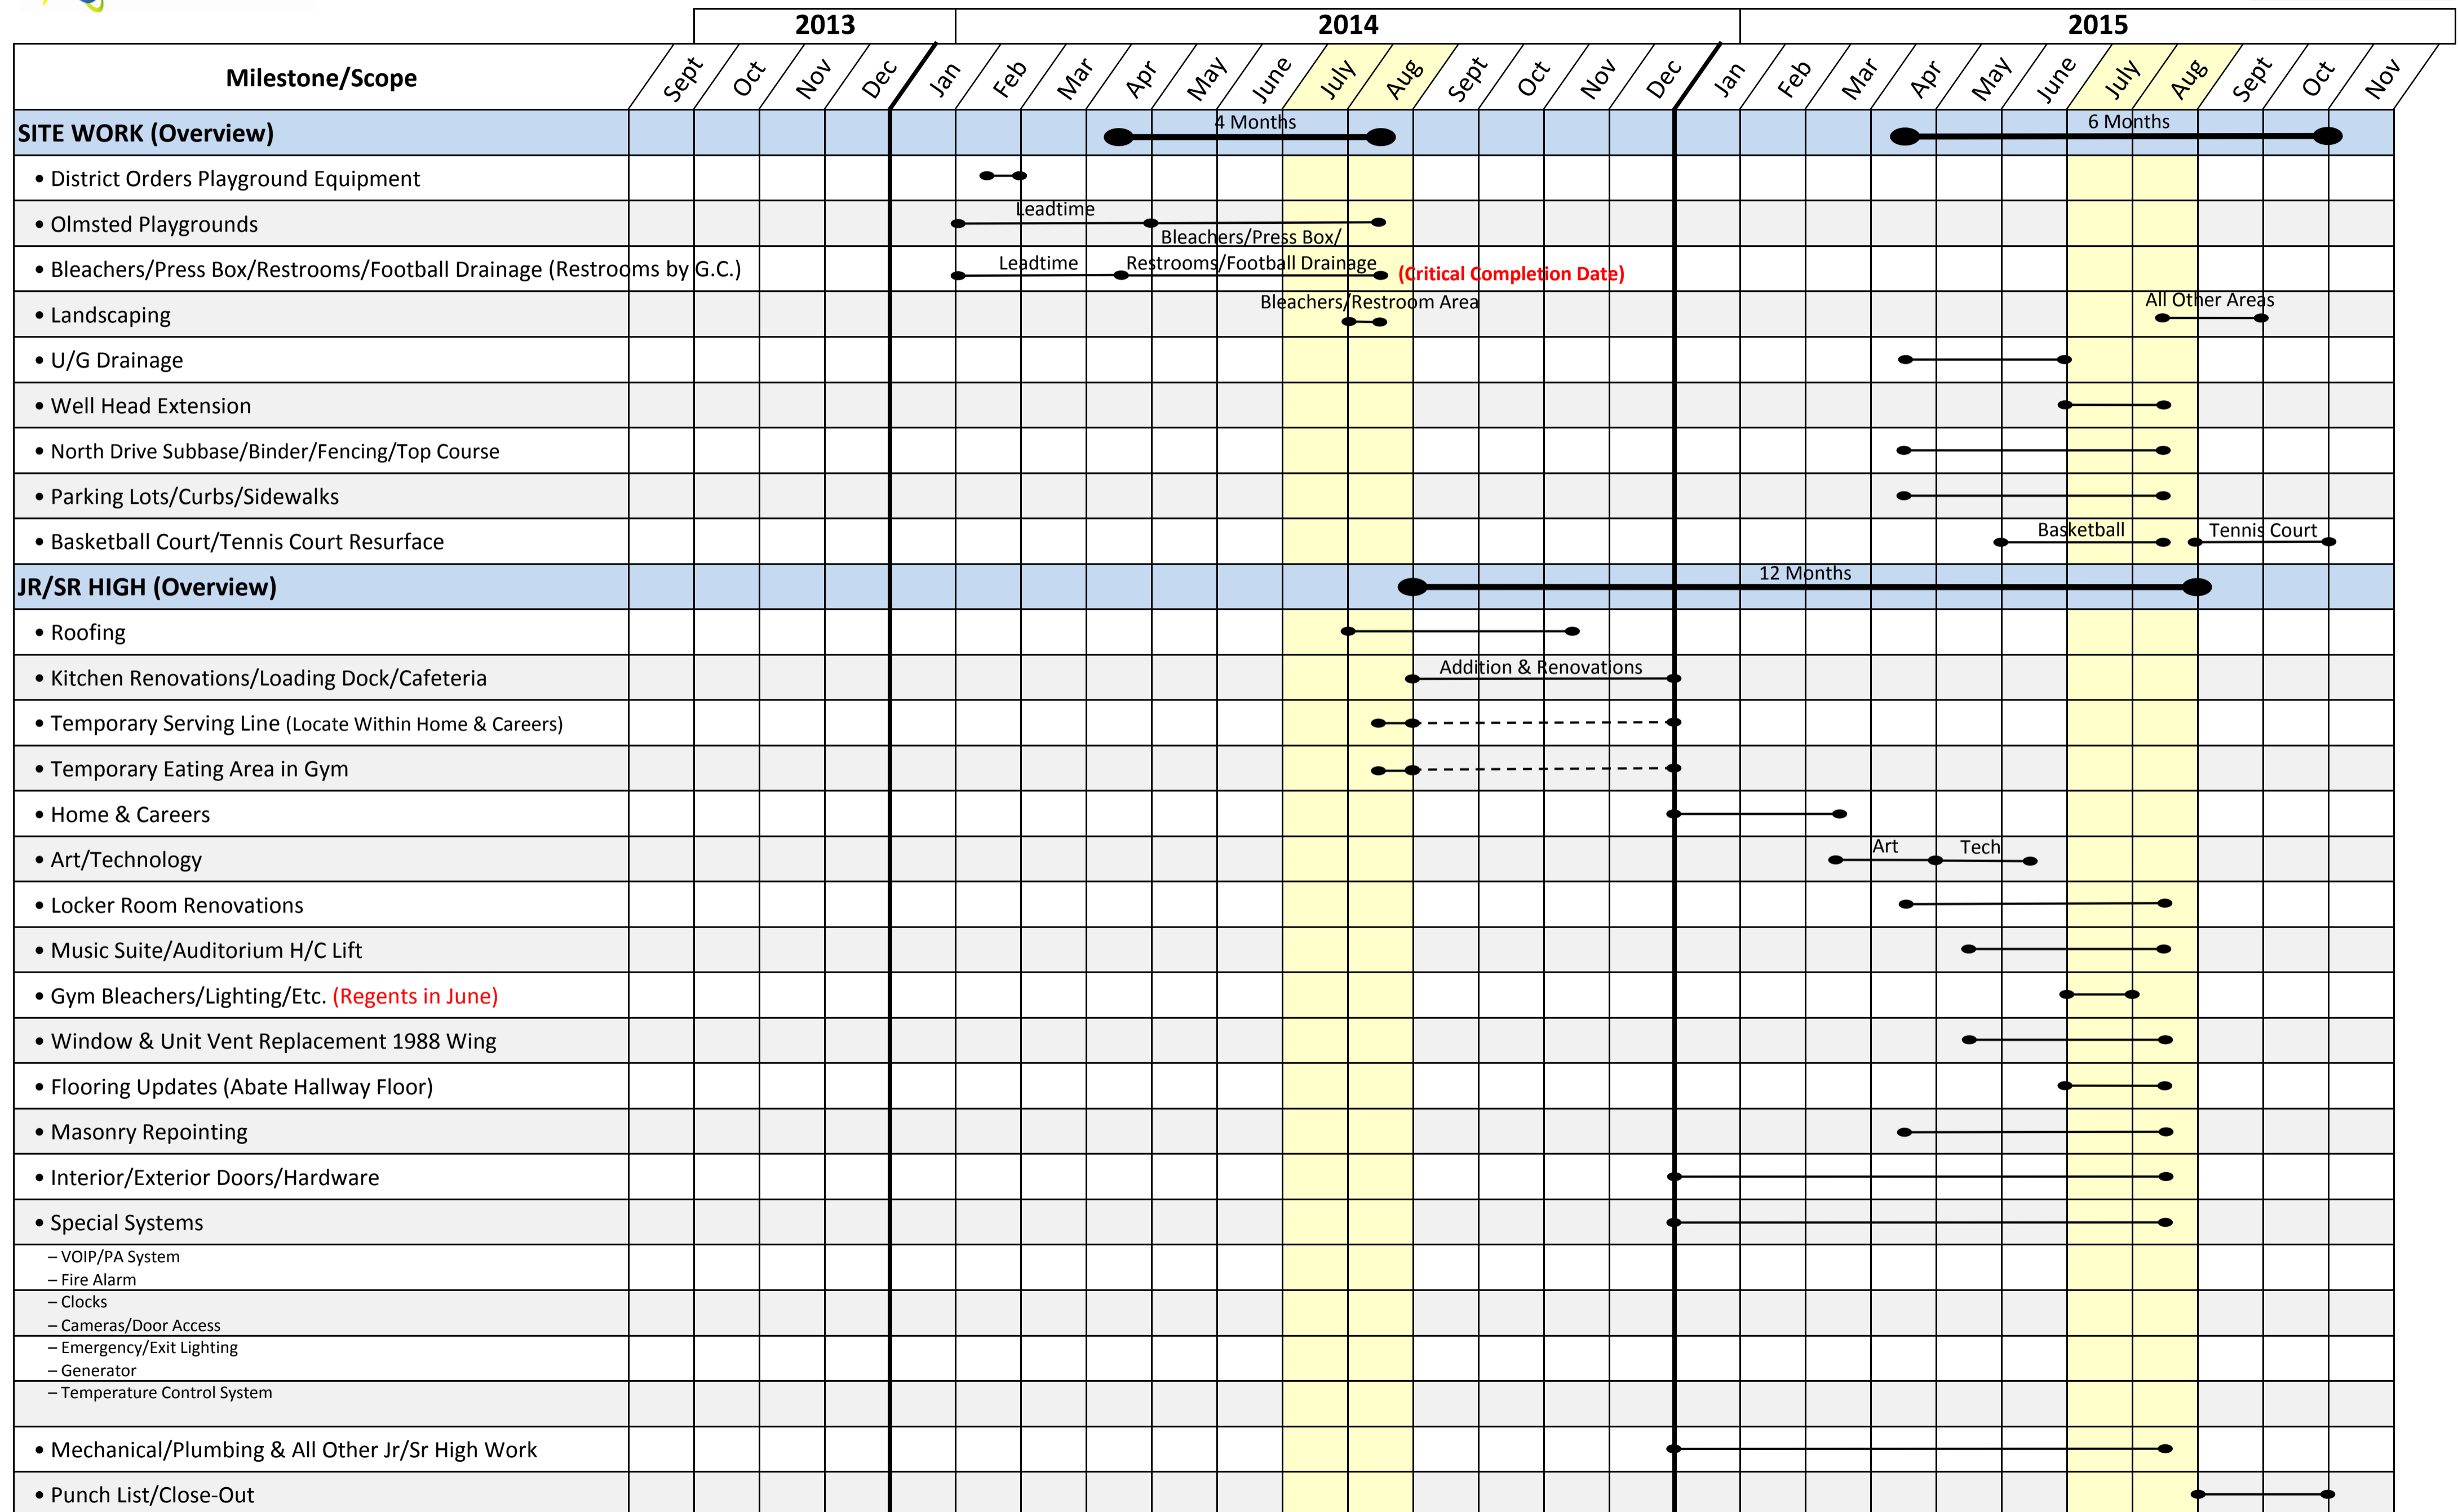 2013 2014 2015
Milestone/Scope Sept Oct Nov Dec Jan Feb Mar Apr May June July Aug Sept Oct Nov Dec Jan Feb Mar Apr May June July Aug Sept Oct Nov
SITE WORK (Overview) 4 Months 6 Months
• District Orders Playground Equipment
• Olmsted Playgrounds Leadtime
Bleachers/Press Box/
• Bleachers/Press Box/Restrooms/Football Drainage (Restrooms by G.C.) Leadtime Restrooms/Football Drainage (Critical Completion Date)
• Landscaping Bleachers/Restroom Area All Other Areas
• U/G Drainage
• Well Head Extension
• North Drive Subbase/Binder/Fencing/Top Course
• Parking Lots/Curbs/Sidewalks
• Basketball Court/Tennis Court Resurface Basketball Tennis Court
JR/SR HIGH (Overview) 12 Months
• Roofing
• Kitchen Renovations/Loading Dock/Cafeteria Addition & Renovations
• Temporary Serving Line (Locate Within Home & Careers)
• Temporary Eating Area in Gym
• Home & Careers
• Art/Technology Art Tech
• Locker Room Renovations
• Music Suite/Auditorium H/C Lift
• Gym Bleachers/Lighting/Etc. (Regents in June)
• Window & Unit Vent Replacement 1988 Wing
• Flooring Updates (Abate Hallway Floor)
• Masonry Repointing
• Interior/Exterior Doors/Hardware
• Special Systems
– VOIP/PA System
– Fire Alarm
– Clocks
– Cameras/Door Access
– Emergency/Exit Lighting
– Generator
– Temperature Control System
• Mechanical/Plumbing & All Other Jr/Sr High Work
• Punch List/Close-Out